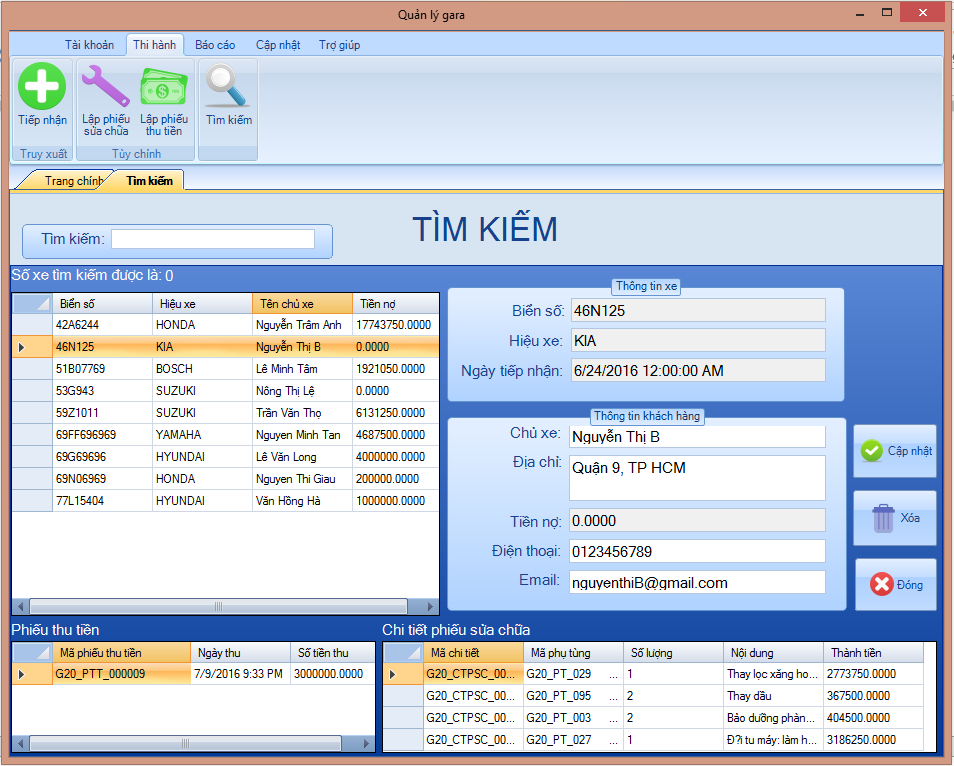 Quản lý gara
Tài khoản Thi hành Báo cáo Cập nhật Trợ giúp
Tiếp nhận Lập phiếu sửa chữa Lập phiếu thu tiền Tìm kiếm
Truy xuất Tùy chỉnh
Trang chính Tìm kiếm
TÌM KIẾM
Tìm kiếm:
Số xe tìm kiếm được là: 0
Biển số Hiệu xe Tên chủ xe Tiền nợ
42A6244 HONDA Nguyễn Trâm Anh 17743750.0000
46N125 KIA Nguyễn Thị B 0.0000
51B07769 BOSCH Lê Minh Tâm 1921050.0000
53G943 SUZUKI Nông Thị Lệ 0.0000
59Z1011 SUZUKI Trần Văn Thọ 6131250.0000
69FF696969 YAMAHA Nguyen Minh Tan 4687500.0000
69G69696 HYUNDAI Lê Văn Long 4000000.0000
69N06969 HONDA Nguyen Thi Giau 200000.0000
77L15404 HYUNDAI Văn Hồng Hà 1000000.0000
Thông tin xe
Biển số: 46N125
Hiệu xe: KIA
Ngày tiếp nhận: 6/24/2016 12:00:00 AM
Thông tin khách hàng
Chủ xe: Nguyễn Thị B
Địa chỉ: Quận 9, TP HCM
Tiền nợ: 0.0000
Điện thoại: 0123456789
Email: nguyenthiB@gmail.com
Cập nhật
Xóa
Đóng
Phiếu thu tiền
Mã phiếu thu tiền Ngày thu Số tiền thu
G20_PTT_000009 7/9/2016 9:33 PM 3000000.0000
Chi tiết phiếu sửa chữa
Mã chi tiết Mã phụ tùng Số lượng Nội dung Thành tiền
G20_CTPSC_00... G20_PT_029 ... 1 Thay lọc xăng ho... 2773750.0000
G20_CTPSC_00... G20_PT_095 ... 2 Thay dầu 367500.0000
G20_CTPSC_00... G20_PT_003 ... 2 Bảo dưỡng phàn... 404500.0000
G20_CTPSC_00... G20_PT_027 ... 1 Đ?i tu máy: làm h... 3186250.0000